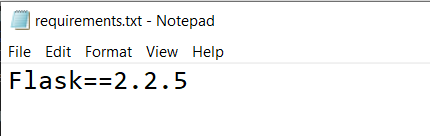 requirements.txt - Notepad
File Edit Format View Help
Flask==2.2.5